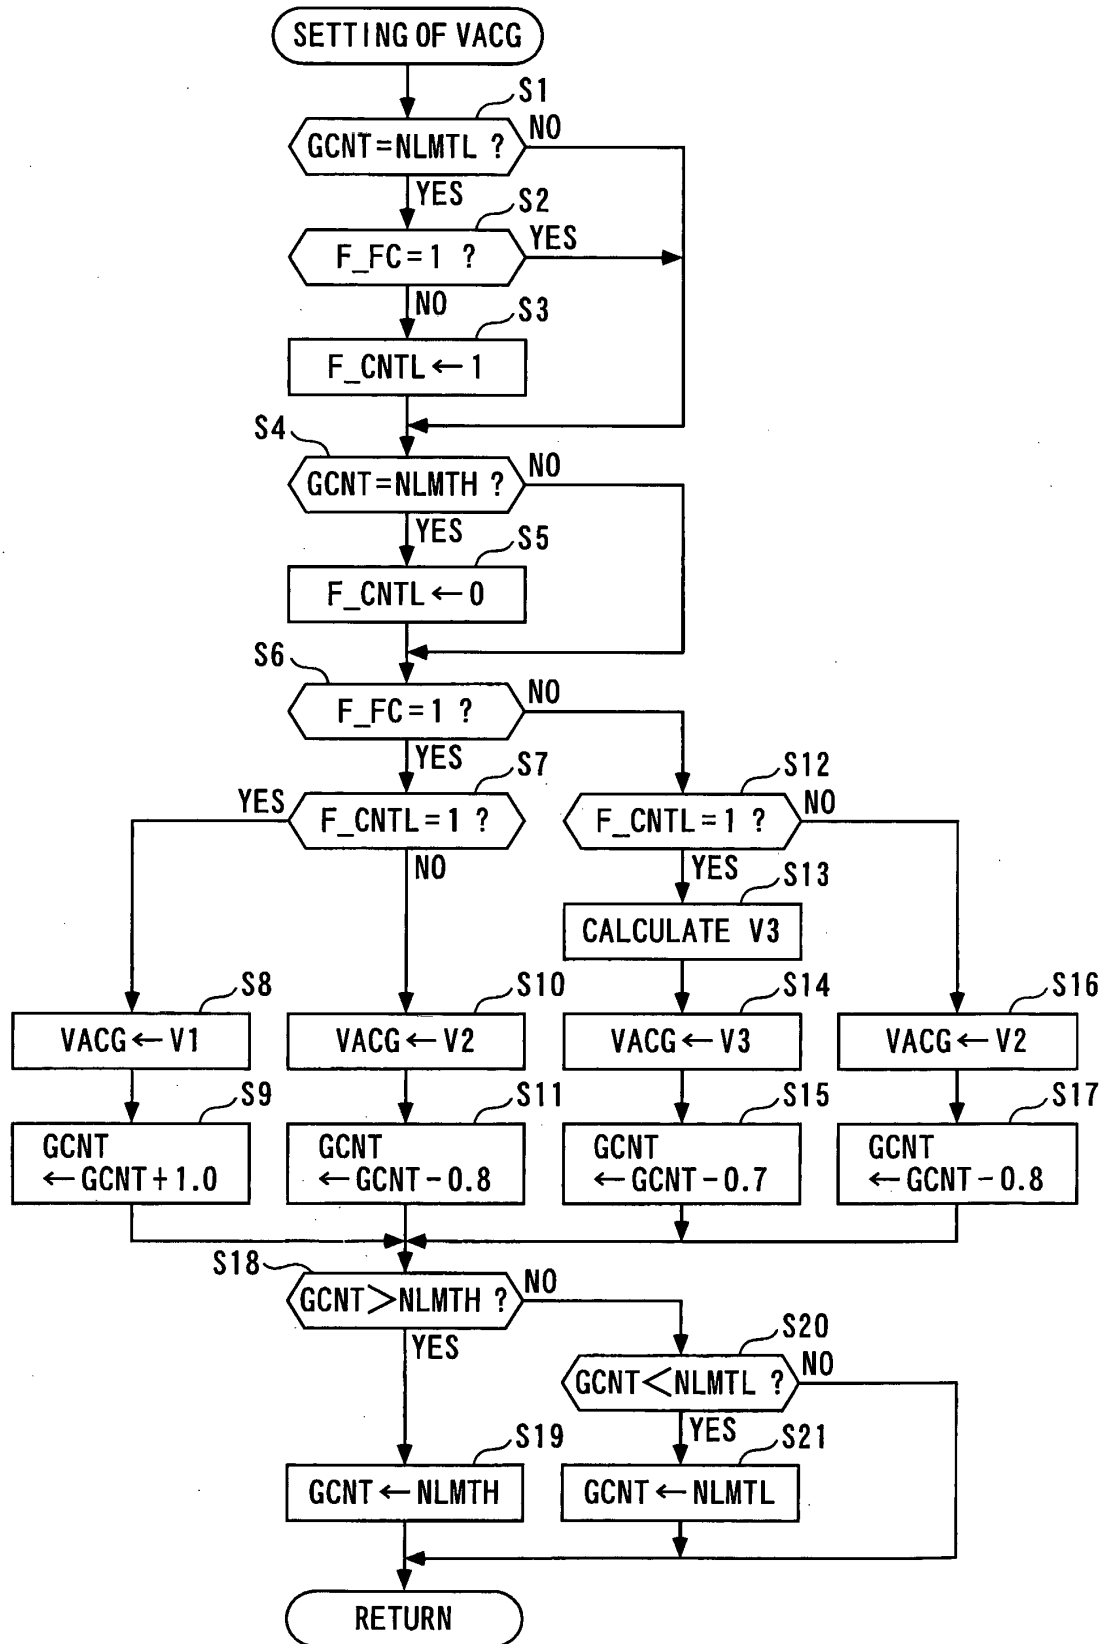 SETTING OF VACG
S1
GCNT=NLMTL ?
NO
YES
S2
F_FC=1 ?
YES
NO
S3
F_CNTL←1
S4
GCNT=NLMTH ?
NO
YES
S5
F_CNTL←0
S6
F_FC=1 ?
NO
YES
S7
F_CNTL=1 ?
YES
NO
S12
F_CNTL=1 ?
NO
YES
S13
CALCULATE V3
S8
VACG←V1
S10
VACG←V2
S14
VACG←V3
S16
VACG←V2
S9
GCNT
←GCNT+1.0
S11
GCNT
←GCNT-0.8
S15
GCNT
←GCNT-0.7
S17
GCNT
←GCNT-0.8
S18
GCNT>NLMTH ?
NO
YES
S20
GCNT<NLMTL ?
NO
YES
S19
GCNT←NLMTH
S21
GCNT←NLMTL
RETURN